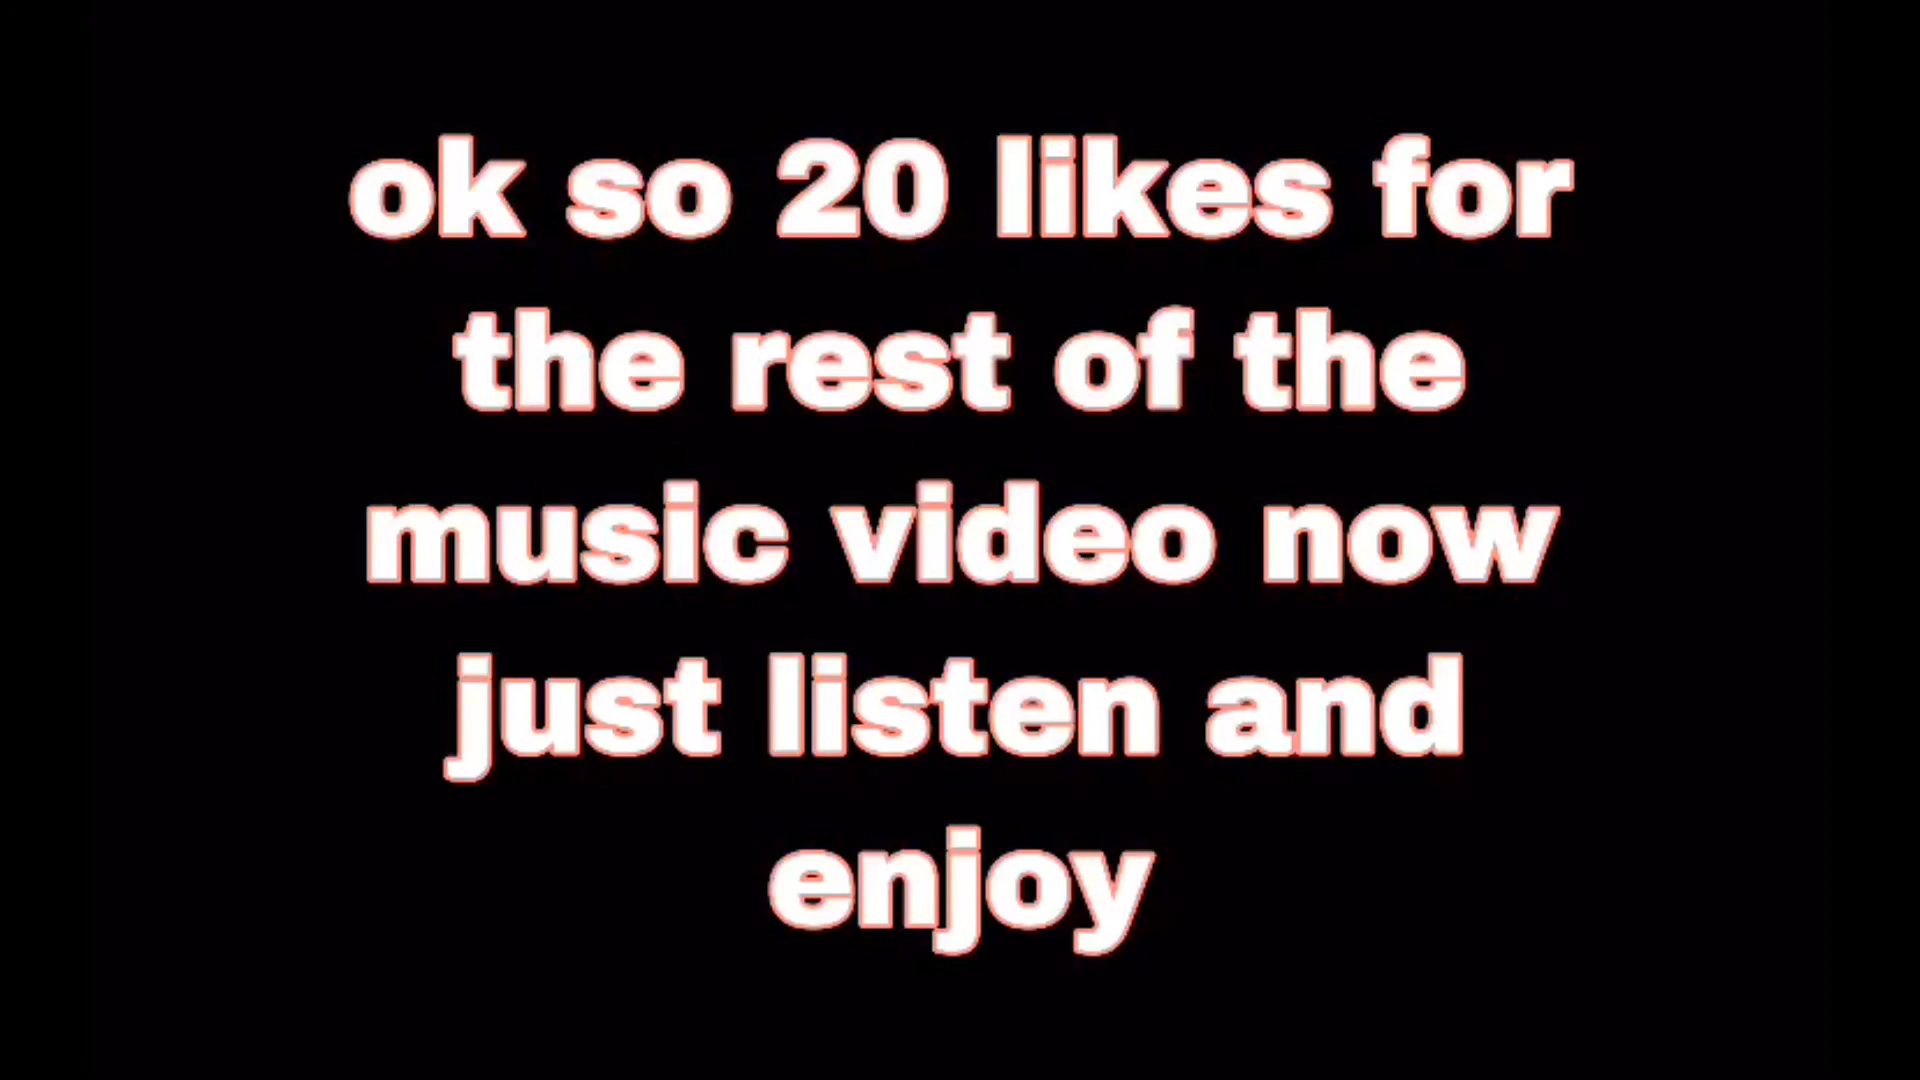 ok so 20 likes for
the rest of the
music video now
just listen and
enjoy